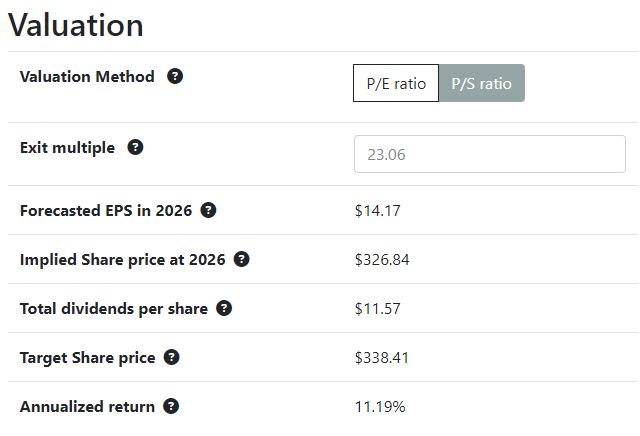 Valuation
Valuation Method ?
P/E ratio P/S ratio
Exit multiple ?
23.06
Forecasted EPS in 2026 ?
$14.17
Implied Share price at 2026 ?
$326.84
Total dividends per share ?
$11.57
Target Share price ?
$338.41
Annualized return ?
11.19%